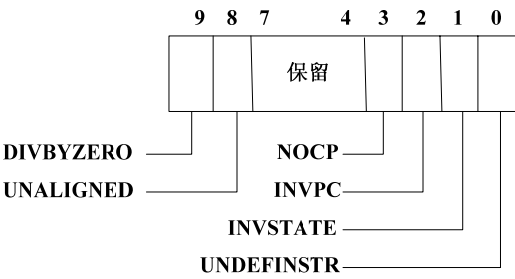 9 8 7 4 3 2 1 0
保留
DIVBYZERO NOCP
UNALIGNED INVPC
INVSTATE
UNDEFINSTR